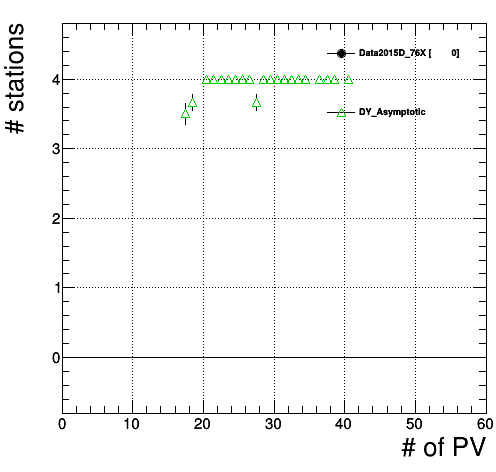 # stations
Data2015D_76X [ 0]
DY_Asymptotic
4
3
2
1
0
0 10 20 30 40 50 60
# of PV